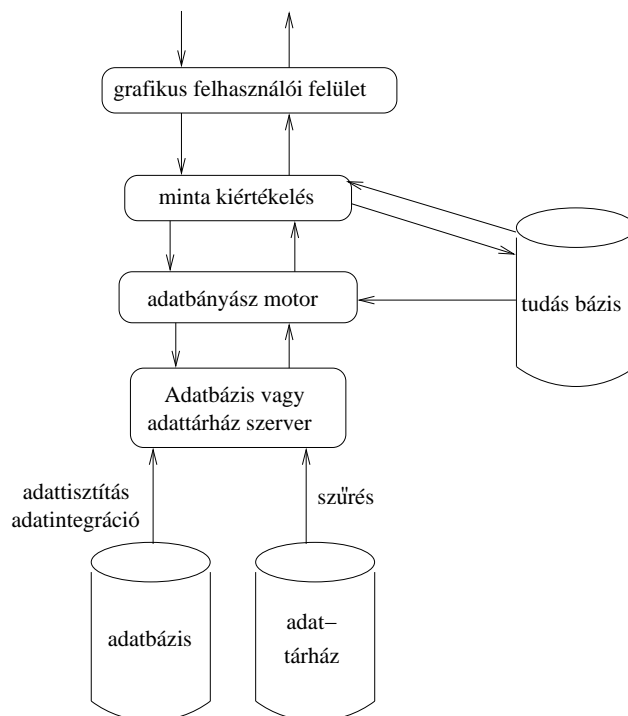 grafikus felhasználói felület
minta kiértékelés
adatbányász motor
tudás bázis
Adatbázis vagy
adattárház szerver
adattisztítás
adatintegráció
szűrés
adatbázis
adat–
tárház